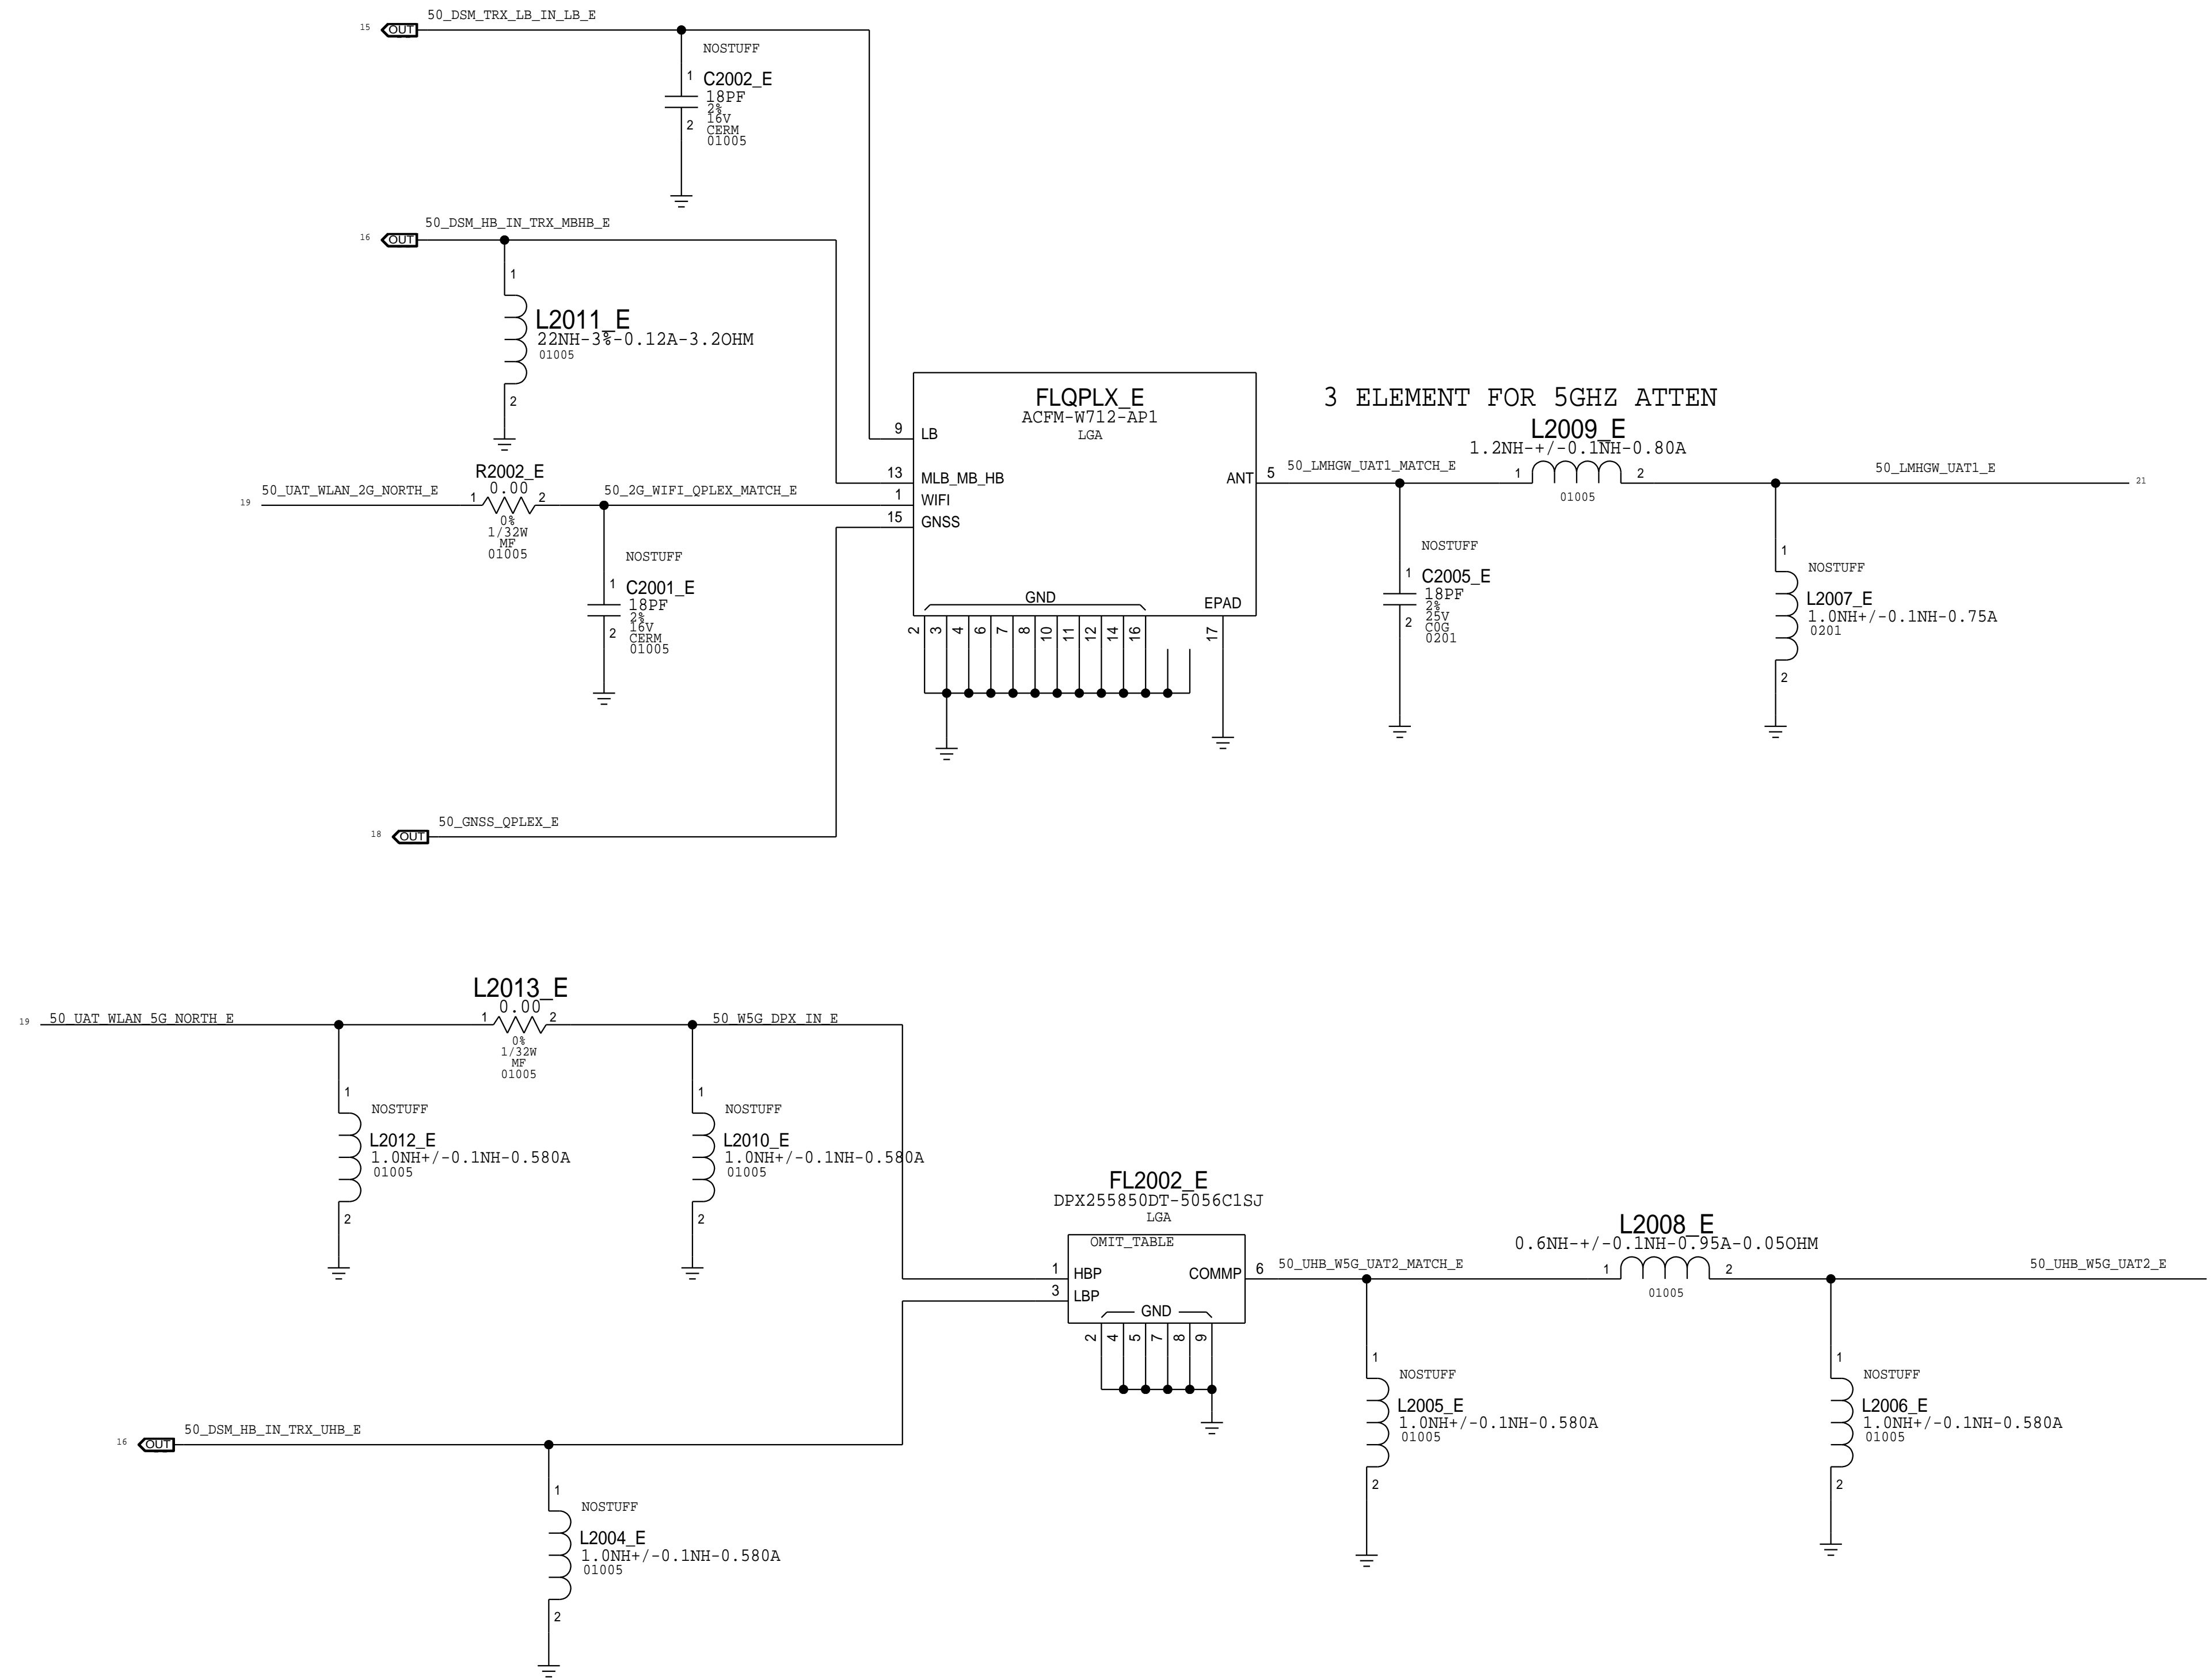 50_DSM_TRX_LB_IN_LB_E
15 OUT
NOSTUFF
1 C2002_E
18PF
2%
16V
CERM
01005
2
50_DSM_HB_IN_TRX_MBHB_E
16 OUT
1
L2011_E
22NH-3%-0.12A-3.2OHM
01005
2
R2002_E
0.00
50_UAT_WLAN_2G_NORTH_E
19
1 2
0%
1/32W
MF
01005
50_2G_WIFI_QPLEX_MATCH_E
NOSTUFF
1 C2001_E
18PF
2%
16V
CERM
01005
2
50_GNSS_QPLEX_E
18 OUT
FLQPLX_E
ACFM-W712-AP1
LGA
9 LB
13 MLB_MB_HB
1 WIFI
15 GNSS
ANT 5
GND
EPAD
2 3 4 6 7 8 10 11 12 14 16 17
3 ELEMENT FOR 5GHZ ATTEN
L2009_E
1.2NH-+/-0.1NH-0.80A
50_LMHGW_UAT1_MATCH_E
1 2
01005
50_LMHGW_UAT1_E
21
NOSTUFF
1 C2005_E
18PF
2%
25V
C0G
0201
2
1
NOSTUFF
L2007_E
1.0NH+/-0.1NH-0.75A
0201
2
L2013_E
0.00
19 50_UAT_WLAN_5G_NORTH_E
1 2
0%
1/32W
MF
01005
50_W5G_DPX_IN_E
1
NOSTUFF
L2012_E
1.0NH+/-0.1NH-0.580A
01005
2
1
NOSTUFF
L2010_E
1.0NH+/-0.1NH-0.580A
01005
2
FL2002_E
DPX255850DT-5056C1SJ
LGA
OMIT_TABLE
1 HBP
3 LBP
COMMP 6
GND
2 4 5 7 8 9
50_UHB_W5G_UAT2_MATCH_E
L2008_E
0.6NH-+/-0.1NH-0.95A-0.05OHM
1 2
01005
50_UHB_W5G_UAT2_E
1
NOSTUFF
L2005_E
1.0NH+/-0.1NH-0.580A
01005
2
1
NOSTUFF
L2006_E
1.0NH+/-0.1NH-0.580A
01005
2
50_DSM_HB_IN_TRX_UHB_E
16 OUT
1
NOSTUFF
L2004_E
1.0NH+/-0.1NH-0.580A
01005
2